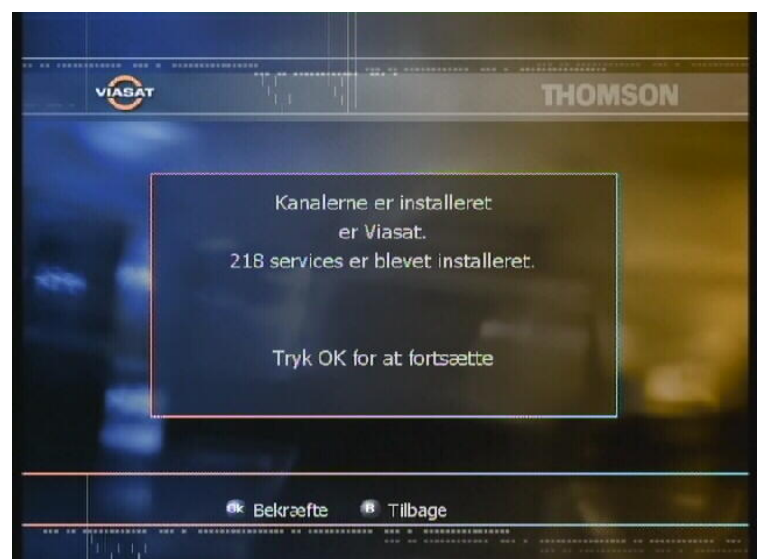 VIASAT
THOMSON
Kanalerne er installeret
er Viasat.
218 services er blevet installeret.
Tryk OK for at fortsætte
Ok Bekræfte B Tilbage